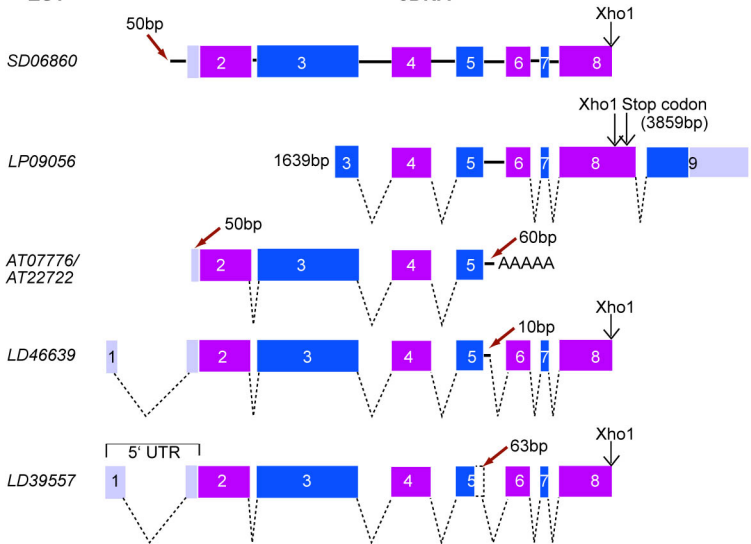 Xho1
50bp
SD06860
2 3 4 5 6 7 8
Xho1 Stop codon
(3859bp)
LP09056
1639bp
3 4 5 6 7 8 9
50bp
60bp
AT07776/
AT22722
2 3 4 5 AAAAA
Xho1
10bp
LD46639
1 2 3 4 5 6 7 8
Xho1
5' UTR
63bp
LD39557
1 2 3 4 5 6 7 8